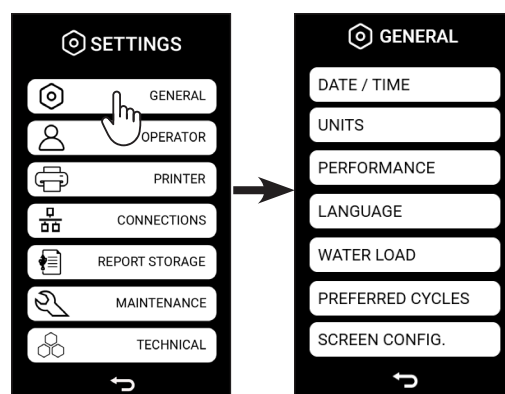 SETTINGS
GENERAL
OPERATOR
PRINTER
CONNECTIONS
REPORT STORAGE
MAINTENANCE
TECHNICAL
GENERAL
DATE / TIME
UNITS
PERFORMANCE
LANGUAGE
WATER LOAD
PREFERRED CYCLES
SCREEN CONFIG.